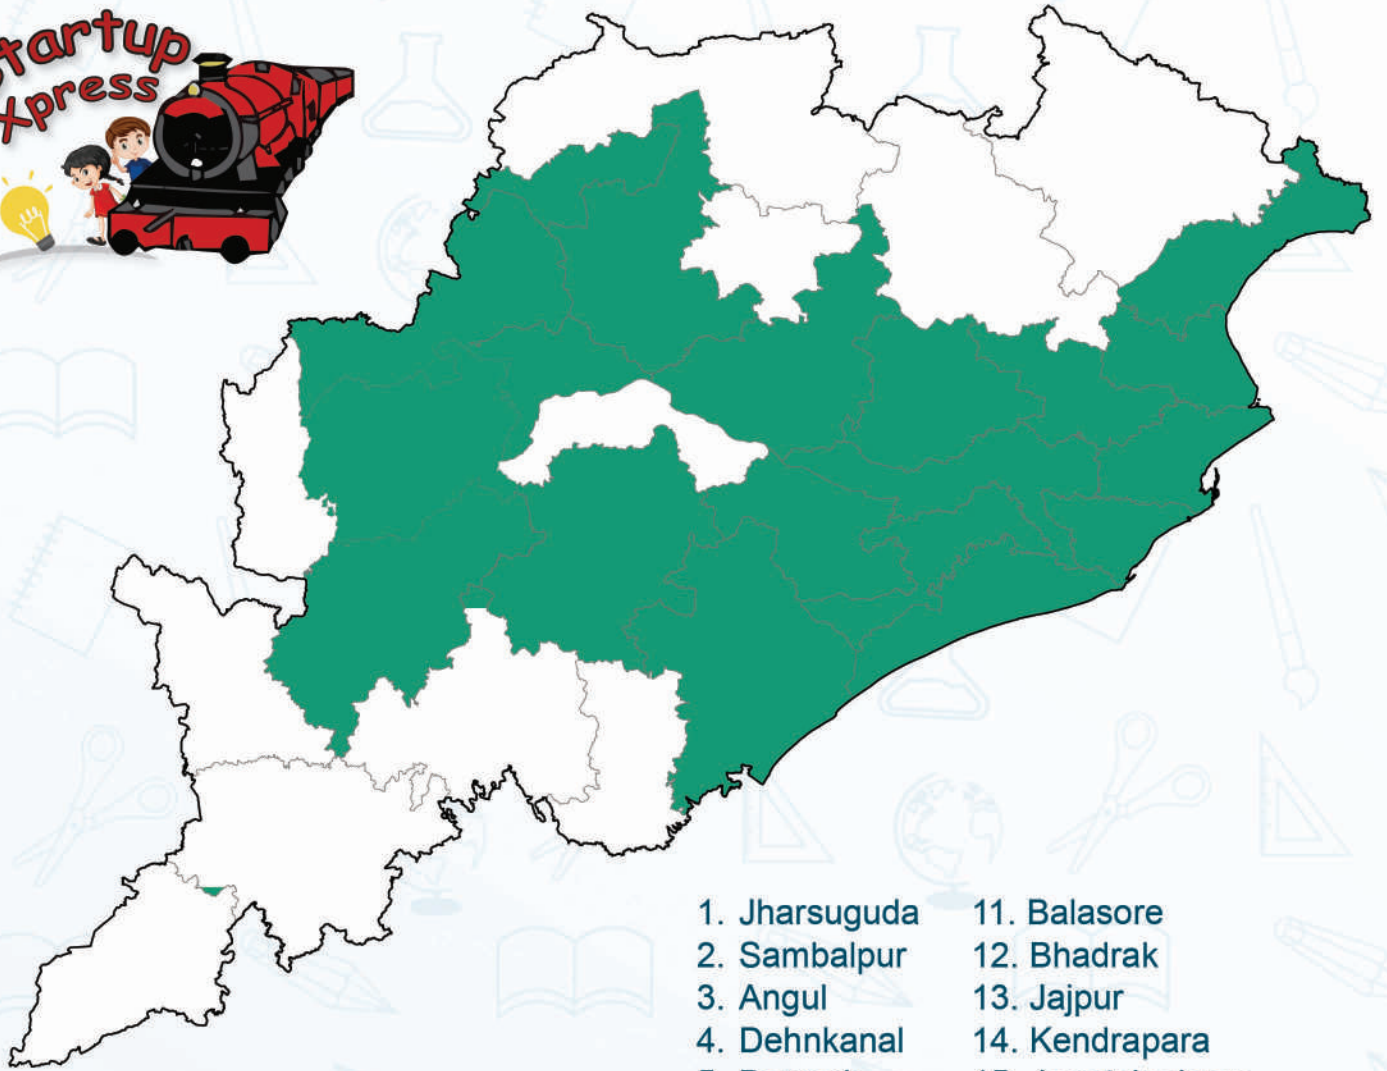 Startup
Xpress
1. Jharsuguda
2. Sambalpur
3. Angul
4. Dehnkanal
11. Balasore
12. Bhadrak
13. Jajpur
14. Kendrapara